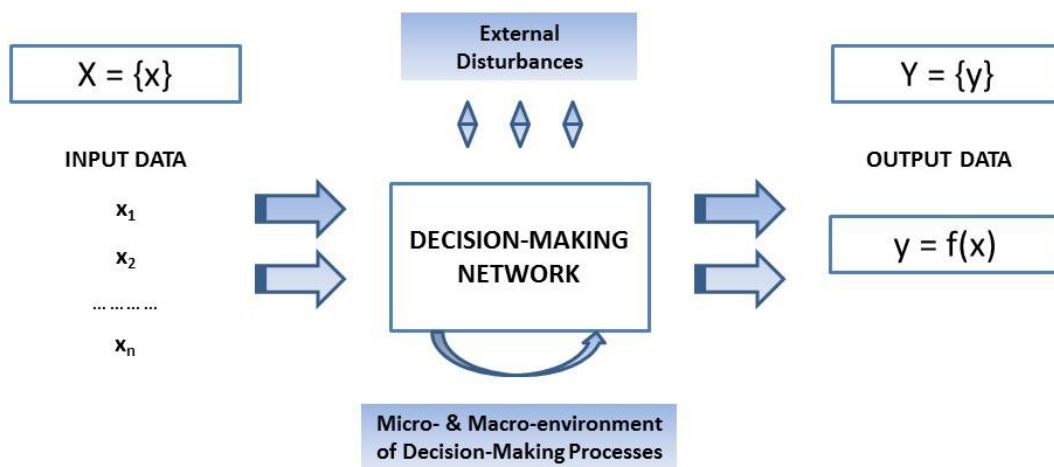 External
Disturbances
X = {x}
Y = {y}
INPUT DATA
OUTPUT DATA
x₁
x₂
…………
xₙ
DECISION-MAKING
NETWORK
y = f(x)
Micro- & Macro-environment
of Decision-Making Processes